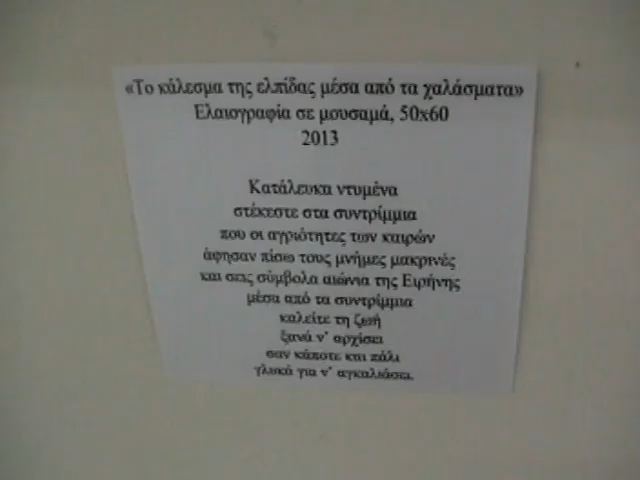 «Το κάλεσμα της ελπίδας μέσα από τα χαλάσματα»
Ελαιογραφία σε μουσαμά, 50x60
2013
Κατάλευκα ντυμένα
στέκεστε στα συντρίμμια
που οι αγριότητες των καιρών
άφησαν πίσω τους μνήμες μακρινές
και σεις σύμβολα αιώνια της Ειρήνης
μέσα από τα συντρίμμια
καλείτε τη ζωή
ξανά ν' αρχίσει
σαν κάποτε και πάλι
γλυκά για ν' αγκαλιάσει.